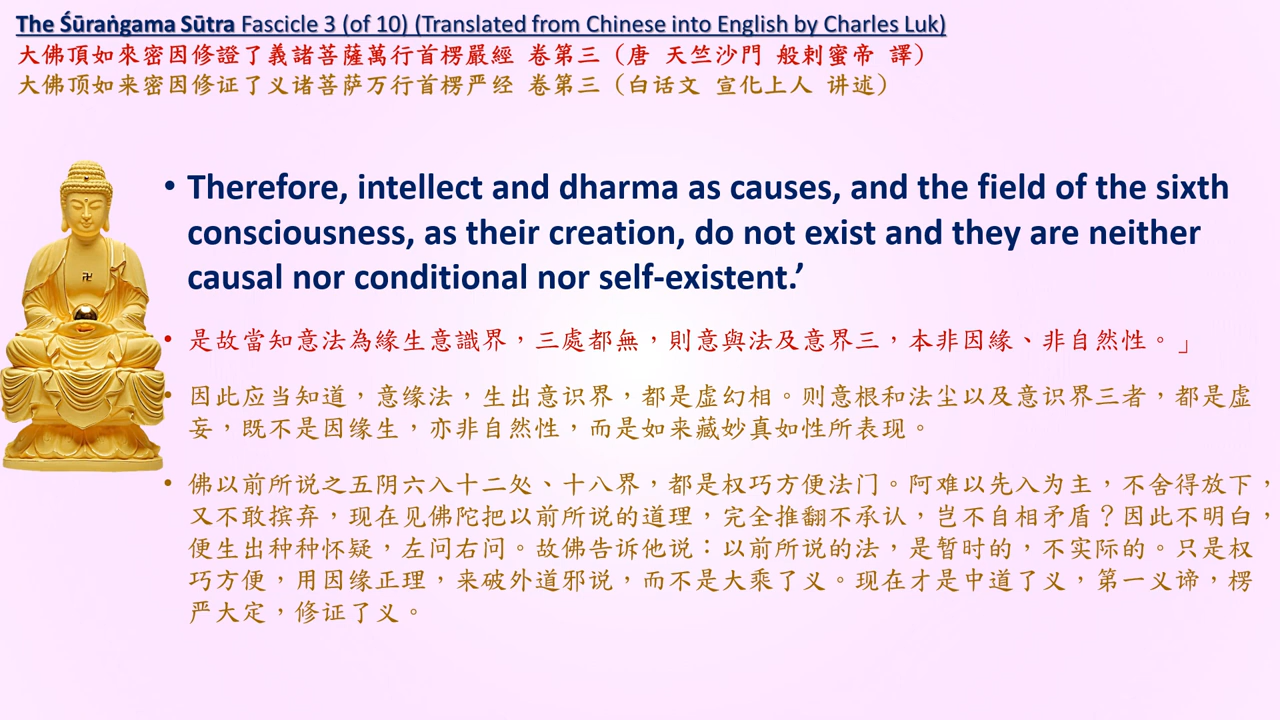 The Śūraṅgama Sūtra Fascicle 3 (of 10) (Translated from Chinese into English by Charles Luk)
大佛頂如來密因修證了義諸菩薩萬行首楞嚴經 卷第三（唐 天竺沙門 般剌蜜帝 譯）
大佛顶如来密因修证了义诸菩萨万行首楞严经 卷第三（白话文 宣化上人 讲述）
• Therefore, intellect and dharma as causes, and the field of the sixth
consciousness, as their creation, do not exist and they are neither
causal nor conditional nor self-existent.’
• 是故當知意法為緣生意識界，三處都無，則意與法及意界三，本非因緣、非自然性。」
• 因此应当知道，意缘法，生出意识界，都是虚幻相。则意根和法尘以及意识界三者，都是虚
妄，既不是因缘生，亦非自然性，而是如来藏妙真如性所表现。
• 佛以前所说之五阴六入十二处、十八界，都是权巧方便法门。阿难以先入为主，不舍得放下，
又不敢摈弃，现在见佛陀把以前所说的道理，完全推翻不承认，岂不自相矛盾？因此不明白，
便生出种种怀疑，左问右问。故佛告诉他说：以前所说的法，是暂时的，不实际的。只是权
巧方便，用因缘正理，来破外道邪说，而不是大乘了义。现在才是中道了义，第一义谛，楞
严大定，修证了义。